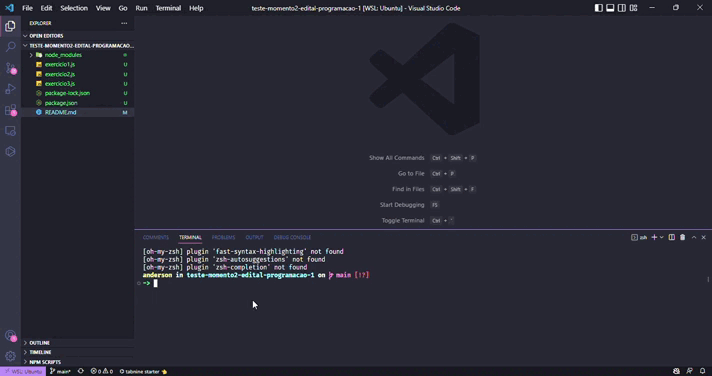 File Edit Selection View Go Run Terminal Help
teste-momento2-edital-programacao-1 [WSL: Ubuntu] - Visual Studio Code
EXPLORER
OPEN EDITORS
TESTE-MOMENTO2-EDITAL-PROGRAMACAO...
node_modules
exercicio1.js U
exercicio2.js U
exercicio3.js U
package-lock.json U
package.json U
README.md M
Show All Commands Ctrl + Shift + P
Go to File Ctrl + P
Find in Files Ctrl + Shift + F
Start Debugging F5
Toggle Terminal Ctrl + `
COMMENTS TERMINAL PROBLEMS OUTPUT DEBUG CONSOLE
zsh
[oh-my-zsh] plugin 'fast-syntax-highlighting' not found
[oh-my-zsh] plugin 'zsh-autosuggestions' not found
[oh-my-zsh] plugin 'zsh-completion' not found
anderson in teste-momento2-edital-programacao-1 on main [!?]
->
OUTLINE
TIMELINE
NPM SCRIPTS
WSL: Ubuntu main* 0 0 tabnine starter